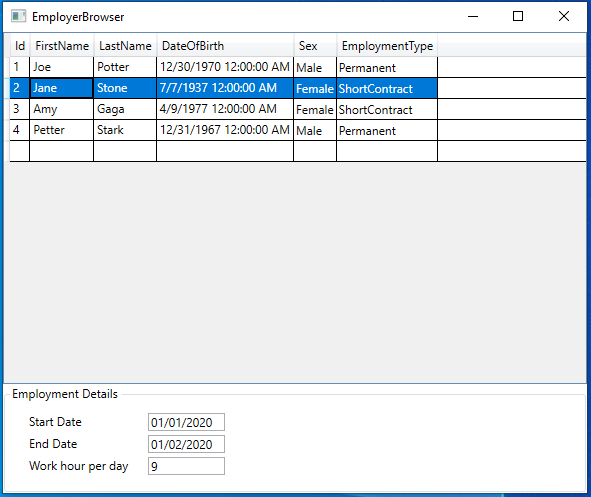 EmployerBrowser
Id FirstName LastName DateOfBirth Sex EmploymentType
1 Joe Potter 12/30/1970 12:00:00 AM Male Permanent
2 Jane Stone 7/7/1937 12:00:00 AM Female ShortContract
3 Amy Gaga 4/9/1977 12:00:00 AM Female ShortContract
4 Petter Stark 12/31/1967 12:00:00 AM Male Permanent
Employment Details
Start Date 01/01/2020
End Date 01/02/2020
Work hour per day 9